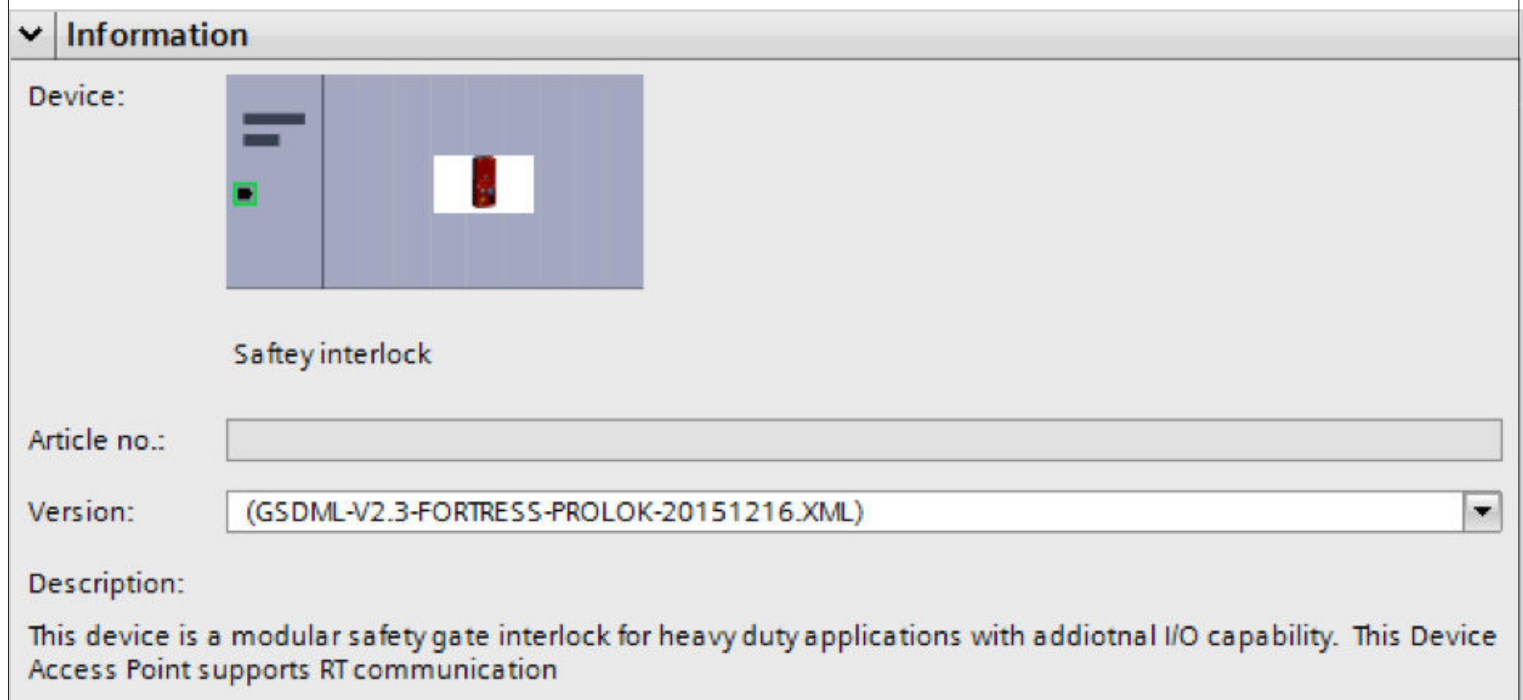 Information
Device:
Saftey interlock
Article no.:
Version: (GSDML-V2.3-FORTRESS-PROLOK-20151216.XML)
Description:
This device is a modular safety gate interlock for heavy duty applications with addiotnal I/O capability. This Device
Access Point supports RT communication